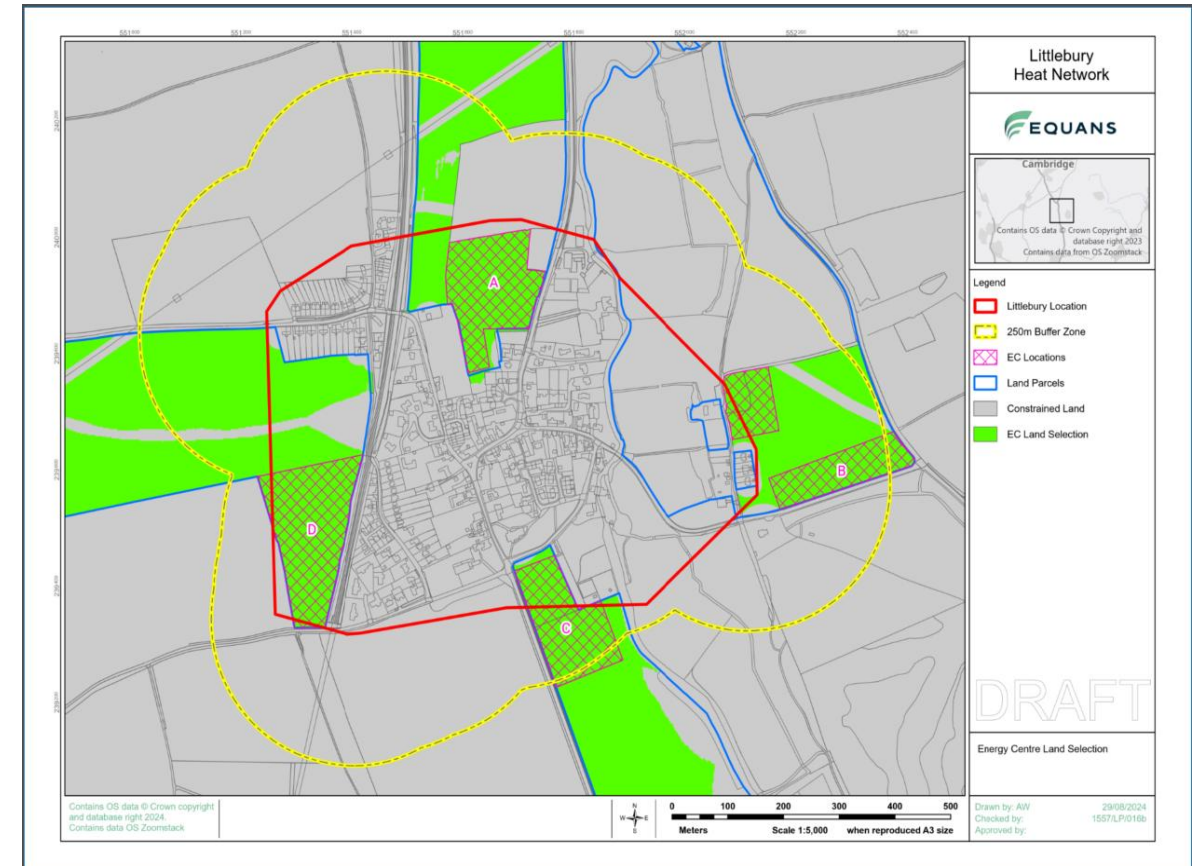 Littlebury
Heat Network
EQUANS
Cambridge
Contains OS data © Crown Copyright and
database right 2023
Contains data from OS Zoomstack
Legend
Littlebury Location
250m Buffer Zone
EC Locations
Land Parcels
Constrained Land
EC Land Selection
A
B
C
D
DRAFT
Energy Centre Land Selection
Contains OS data © Crown copyright
and database right 2024.
Contains data OS Zoomstack
N
W E
S
0 100 200 300 400 500
Meters Scale 1:5,000 when reproduced A3 size
Drawn by: AW 29/08/2024
Checked by: 1557/LP/016b
Approved by: